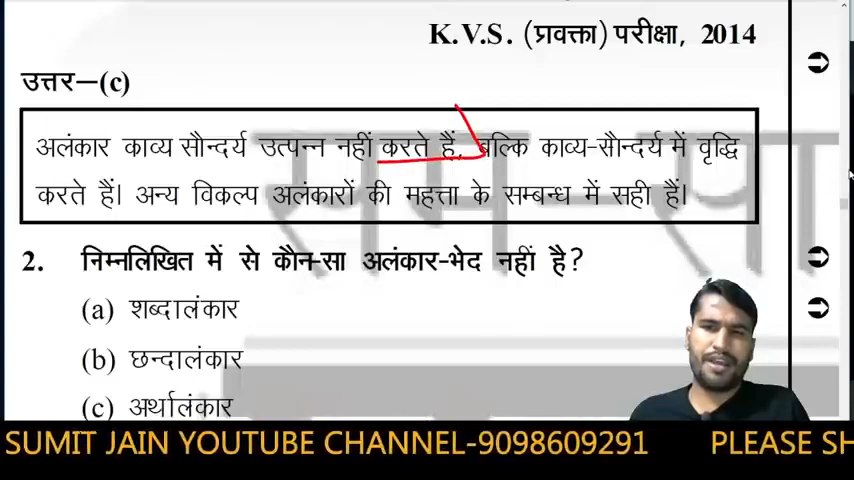 K.V.S. (प्रवक्ता) परीक्षा, 2014
उत्तर–(c)
अलंकार काव्य सौन्दर्य उत्पन्न नहीं करते हैं, बल्कि काव्य-सौन्दर्य में वृद्धि
करते हैं। अन्य विकल्प अलंकारों की महत्ता के सम्बन्ध में सही हैं।
2. निम्नलिखित में से कौन-सा अलंकार-भेद नहीं है?
(a) शब्दालंकार
(b) छन्दालंकार
(c) अर्थालंकार
SUMIT JAIN YOUTUBE CHANNEL-9098609291 PLEASE SH